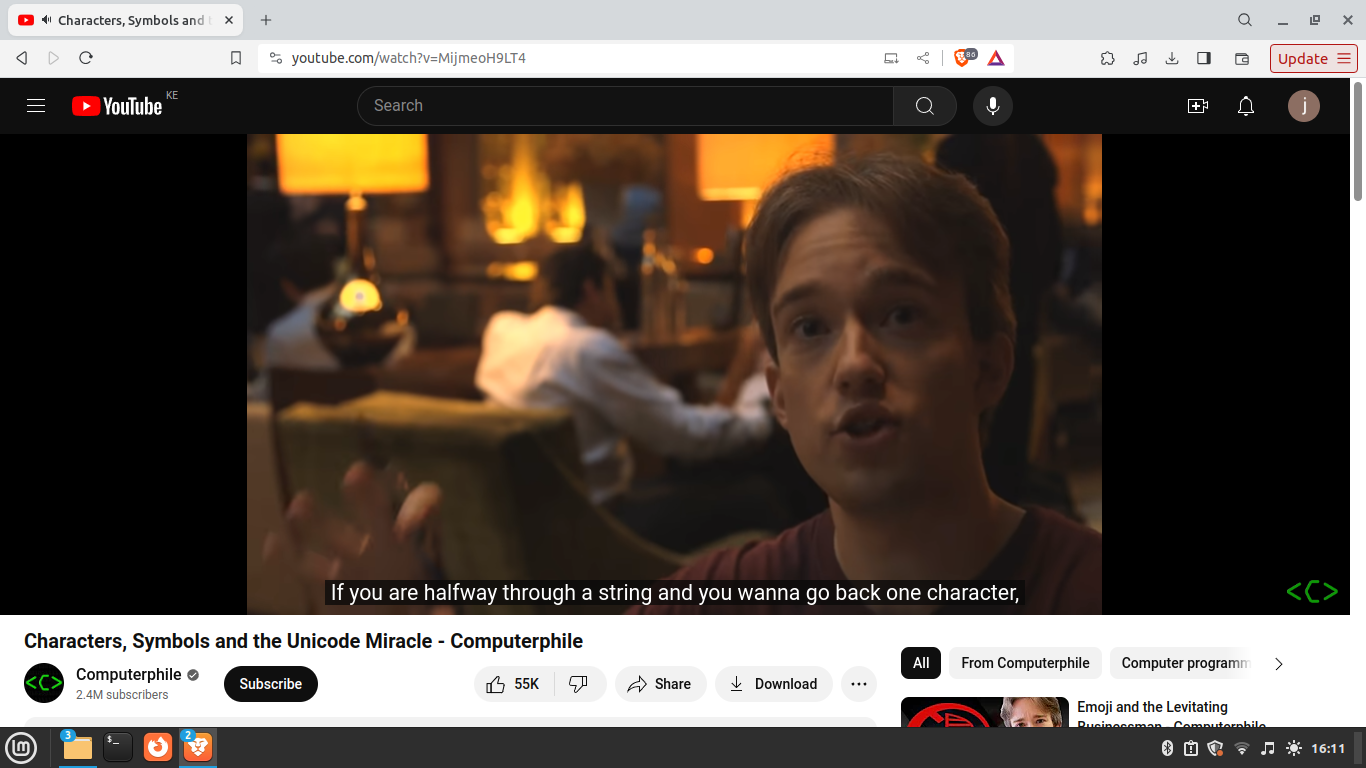 Characters, Symbols and t
youtube.com/watch?v=MijmeoH9LT4
86
Update
YouTube
KE
Search
j
If you are halfway through a string and you wanna go back one character,
<C>
Characters, Symbols and the Unicode Miracle - Computerphile
<C>
Computerphile
2.4M subscribers
Subscribe
55K
Share
Download
All
From Computerphile
Computer programm
Emoji and the Levitating
Businessman - Computerphile
3
$_
2
16:11